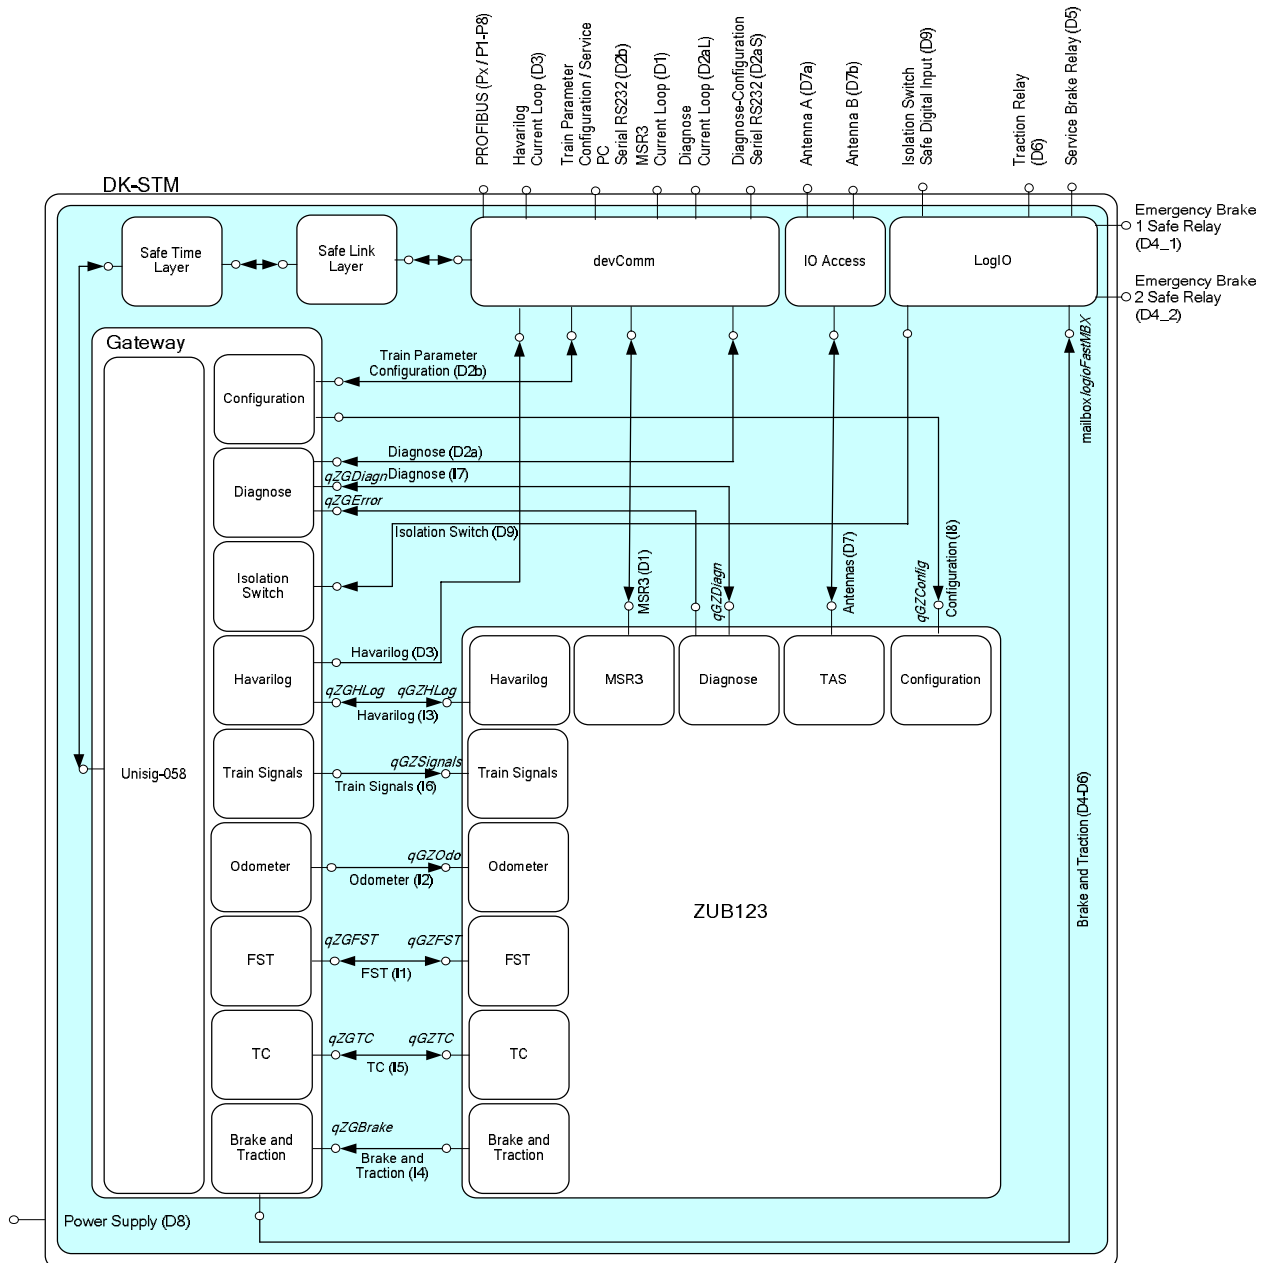 PROFIBUS (Px / P1-P8)
Havarilog
Current Loop (D3)
Train Parameter
Configuration / Service
PC
Serial RS232 (D2b)
MSR3
Current Loop (D1)
Diagnose
Current Loop (D2aL)
Diagnose-Configuration
Seriel RS232 (D2aS)
Antenna A (D7a)
Antenna B (D7b)
Isolation Switch
Safe Digital Input (D9)
Traction Relay
(D6)
Service Brake Relay (D5)
DK-STM
Emergency Brake
1 Safe Relay
(D4_1)
Emergency Brake
2 Safe Relay
(D4_2)
Safe Time
Layer
Safe Link
Layer
devComm
IO Access
LogIO
mailbox logioFastMBX
Gateway
Train Parameter
Configuration (D2b)
Configuration
Diagnose (D2a)
qZGDiagn
Diagnose (I7)
qZGError
Diagnose
Isolation Switch (D9)
Isolation
Switch
MSR3 (D1)
qGZDiagn
Antennas (D7)
qGZConfig
Configuration (I8)
Havarilog (D3)
Havarilog
qZGHLog
qGZHLog
Havarilog (I3)
Havarilog
MSR3
Diagnose
TAS
Configuration
Unisig-058
Train Signals
qGZSignals
Train Signals (I6)
Train Signals
Odometer
qGZOdo
Odometer (I2)
Odometer
ZUB123
Brake and Traction (D4-D6)
FST
qZGFST
qGZFST
FST (I1)
FST
TC
qZGTC
qGZTC
TC (I5)
TC
Brake and
Traction
qZGBrake
Brake and
Traction (I4)
Brake and
Traction
Power Supply (D8)